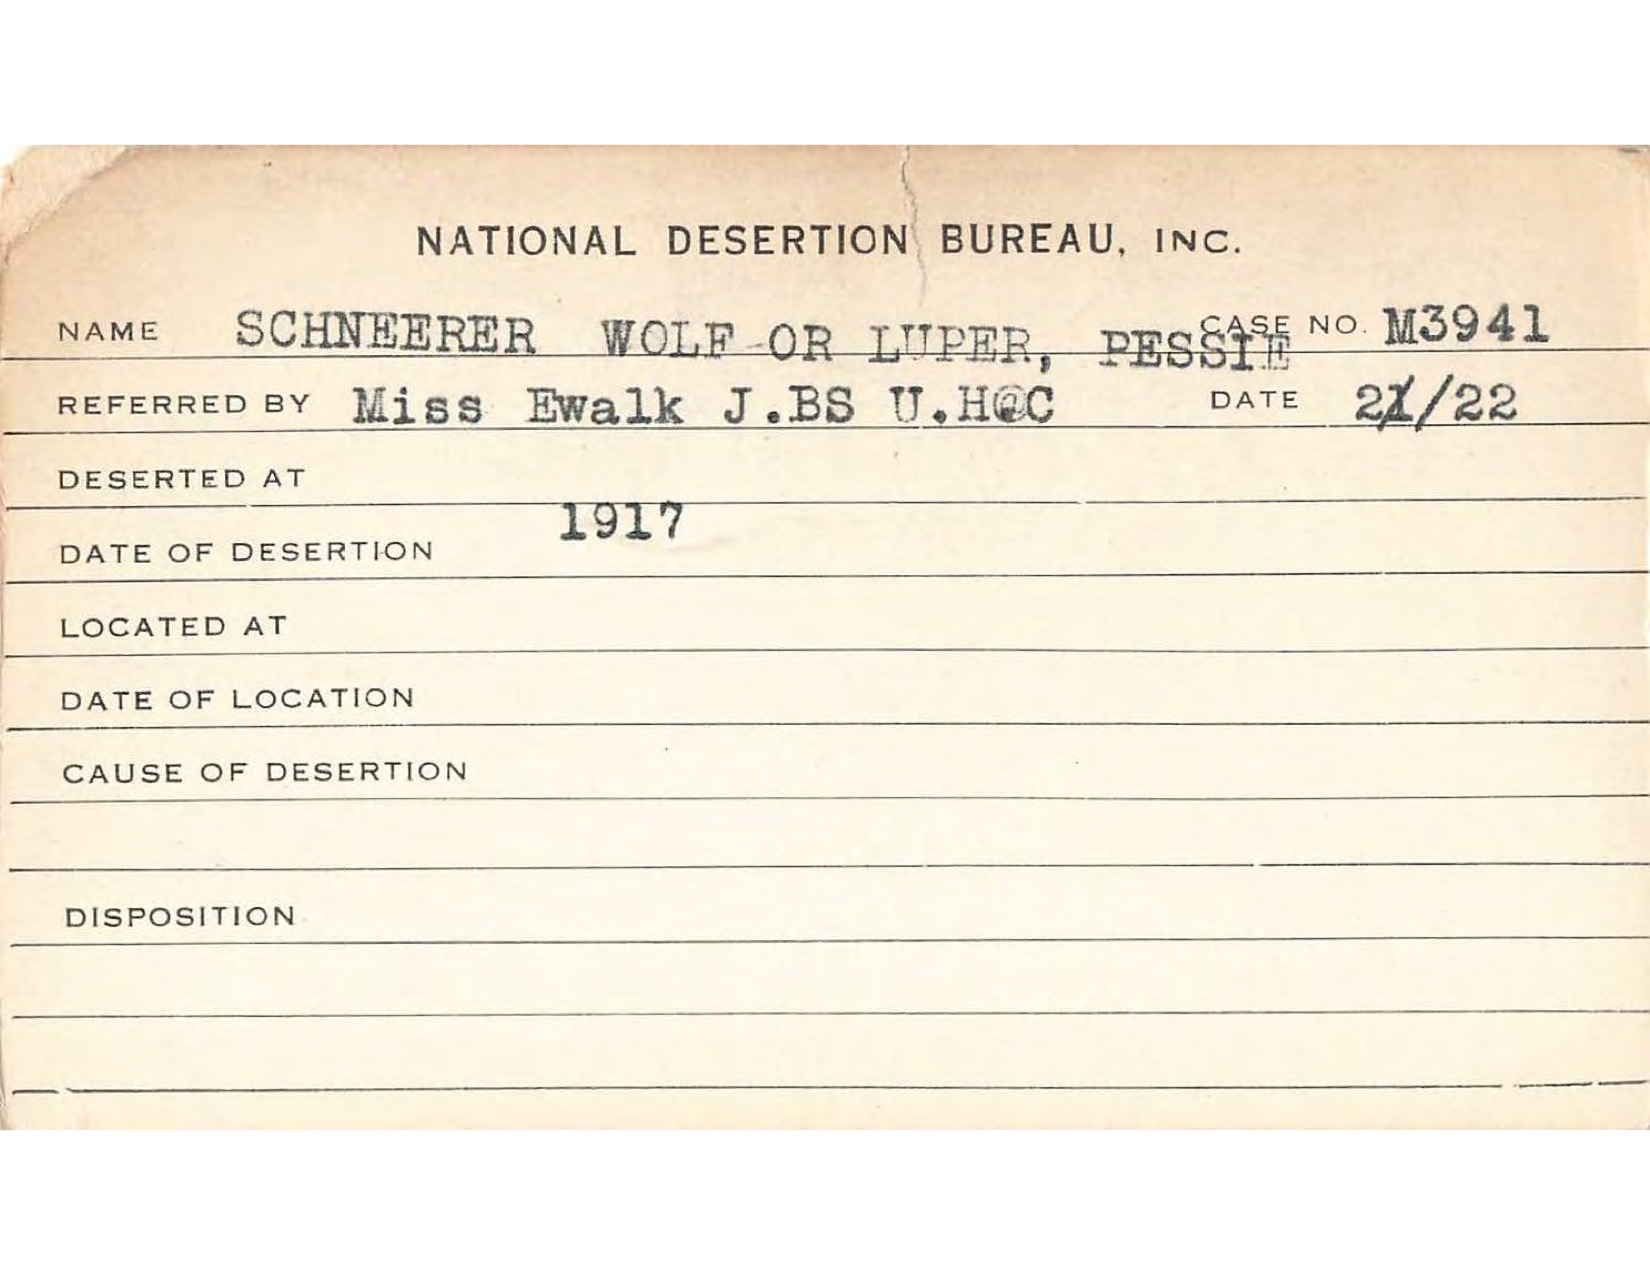 NATIONAL DESERTION BUREAU, INC.
NAME SCHNEERER WOLF OR LUPER, PESSIE CASE NO. M3941
REFERRED BY Miss Ewalk J.BS U.H@C DATE 2/22
DESERTED AT
1917
DATE OF DESERTION
LOCATED AT
DATE OF LOCATION
CAUSE OF DESERTION
DISPOSITION